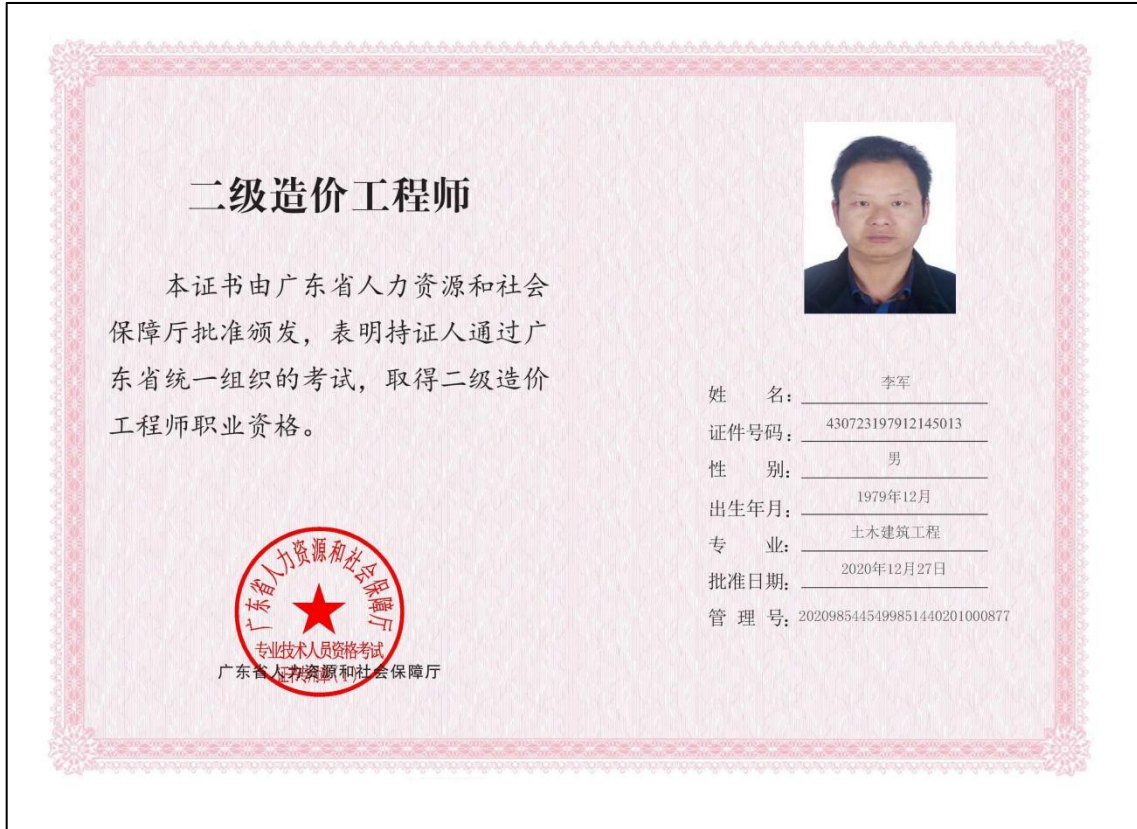 二级造价工程师
本证书由广东省人力资源和社会
保障厅批准颁发，表明持证人通过广
东省统一组织的考试，取得二级造价
工程师职业资格。
广东省人力资源和社会保障厅
专业技术人员资格考试
广东省人力资源和社会保障厅
姓 名： 李军
证件号码： 430723197912145013
性 别： 男
出生年月： 1979年12月
专 业： 土木建筑工程
批准日期： 2020年12月27日
管 理 号： 2020985445499851440201000877